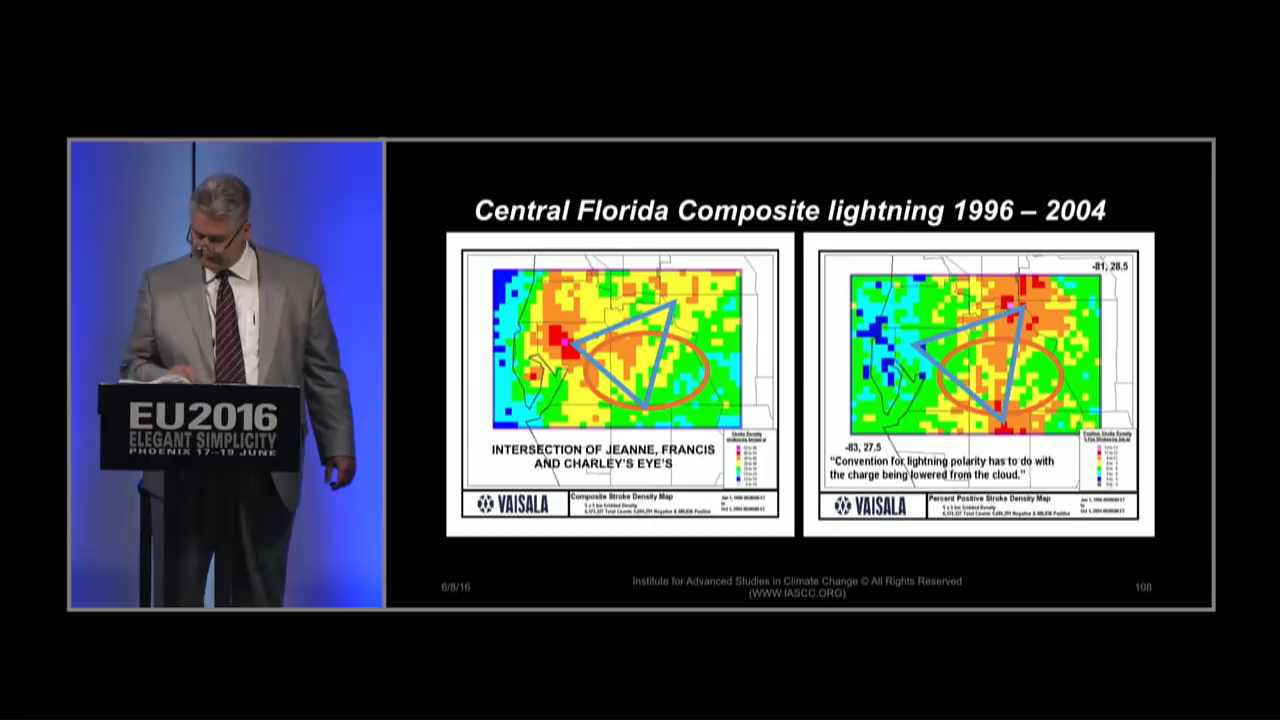 Central Florida Composite lightning 1996 – 2004
INTERSECTION OF JEANNE, FRANCIS
AND CHARLEY'S EYE'S
VAISALA
Composite Stroke Density Map
-81, 28.5
-83, 27.5
"Convention for lightning polarity has to do with
the charge being lowered from the cloud."
VAISALA
Percent Positive Stroke Density Map
EU2016
ELEGANT SIMPLICITY
PHOENIX 17–19 JUNE
6/8/16
Institute for Advanced Studies in Climate Change © All Rights Reserved
(WWW.IASCC.ORG)
108